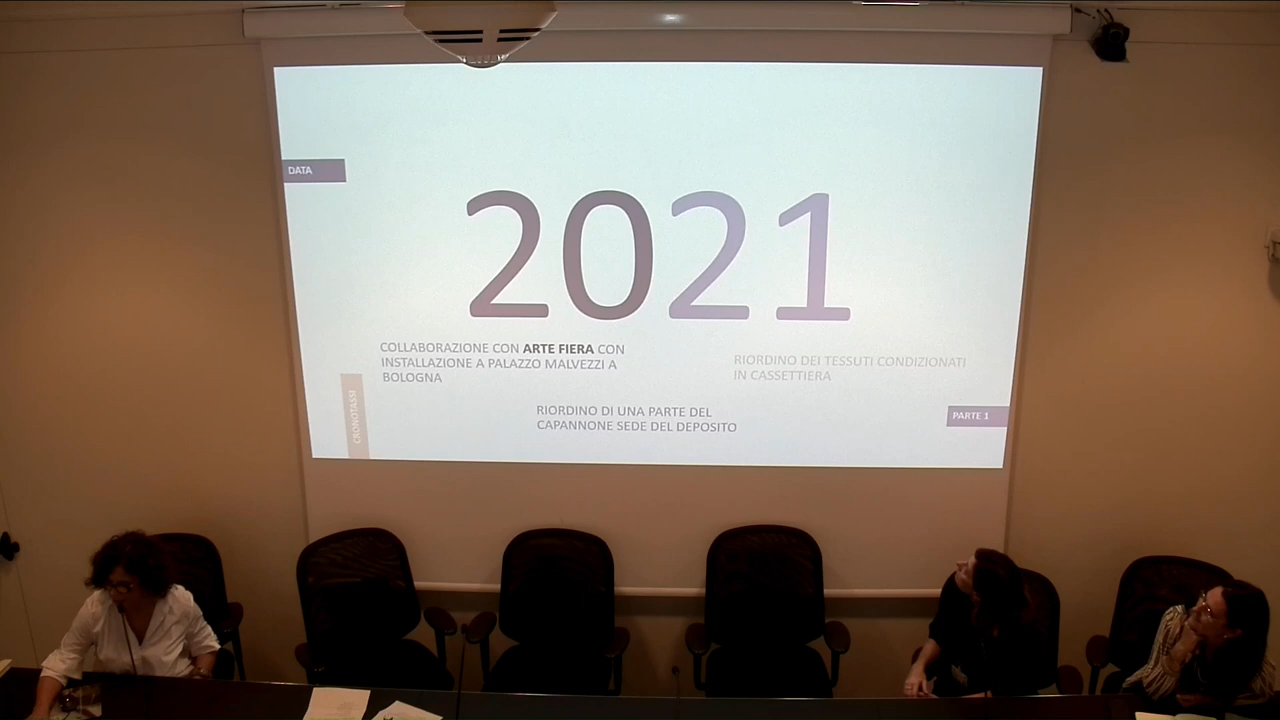 DATA
2021
COLLABORAZIONE CON ARTE FIERA CON
INSTALLAZIONE A PALAZZO MALVEZZI A
BOLOGNA
RIORDINO DEI TESSUTI CONDIZIONATI
IN CASSETTIERA
RIORDINO DI UNA PARTE DEL
CAPANNONE SEDE DEL DEPOSITO
CRONOTASSI
PARTE 1